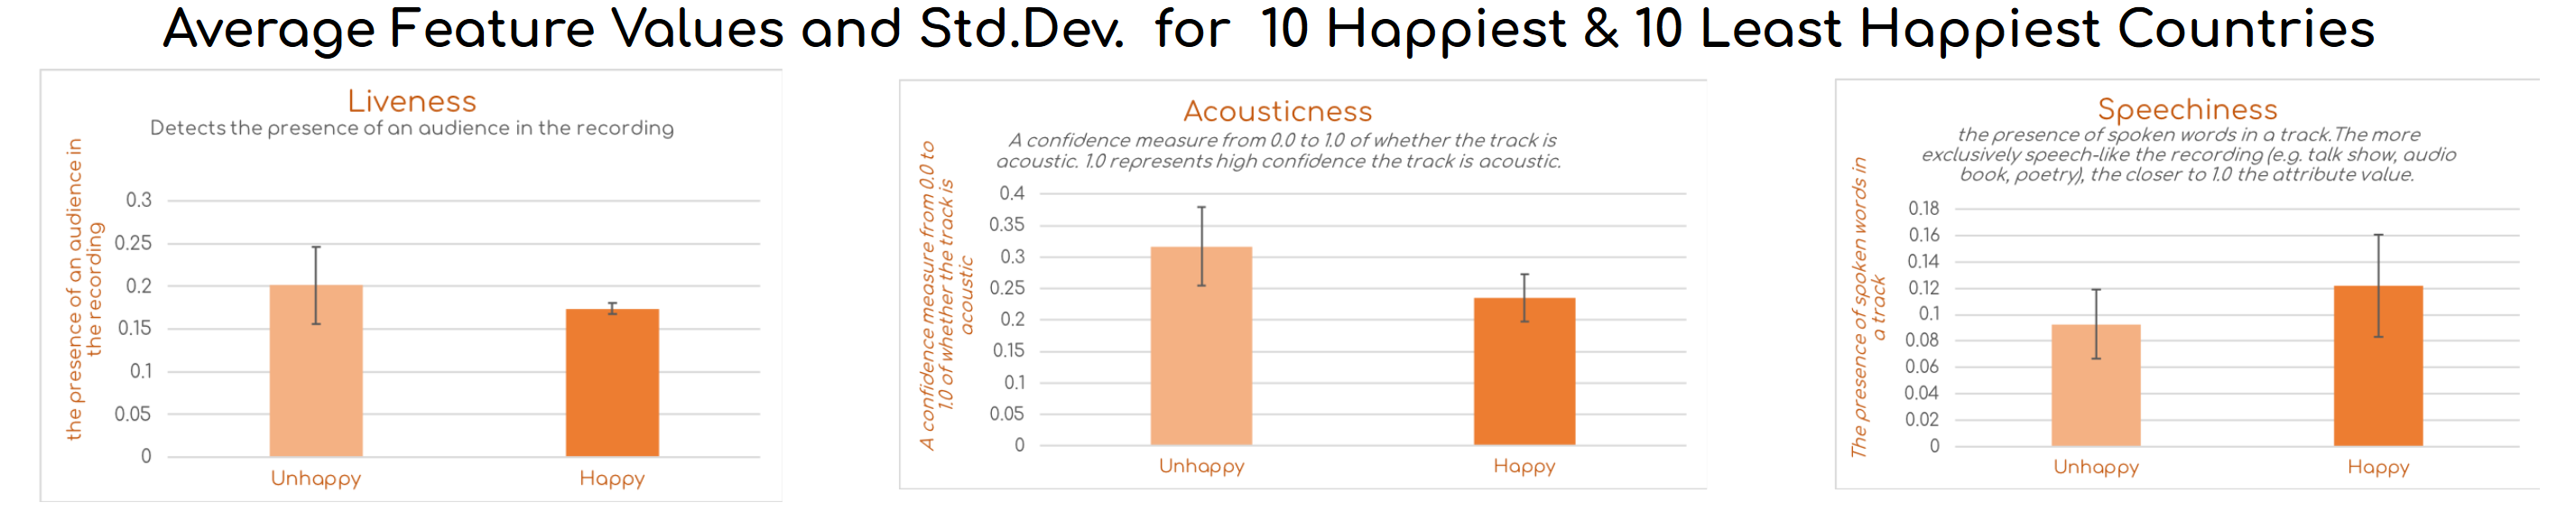 Average Feature Values and Std.Dev. for 10 Happiest & 10 Least Happiest Countries
Liveness
Detects the presence of an audience in the recording
the presence of an audience in
the recording
0.3
0.25
0.2
0.15
0.1
0.05
0
Unhappy Happy
Acousticness
A confidence measure from 0.0 to 1.0 of whether the track is
acoustic. 1.0 represents high confidence the track is acoustic.
A confidence measure from 0.0 to
1.0 of whether the track is
acoustic
0.4
0.35
0.3
0.25
0.2
0.15
0.1
0.05
0
Unhappy Happy
Speechiness
the presence of spoken words in a track.The more
exclusively speech-like the recording (e.g. talk show, audio
book, poetry), the closer to 1.0 the attribute value.
The presence of spoken words in
a track
0.18
0.16
0.14
0.12
0.1
0.08
0.06
0.04
0.02
0
Unhappy Happy